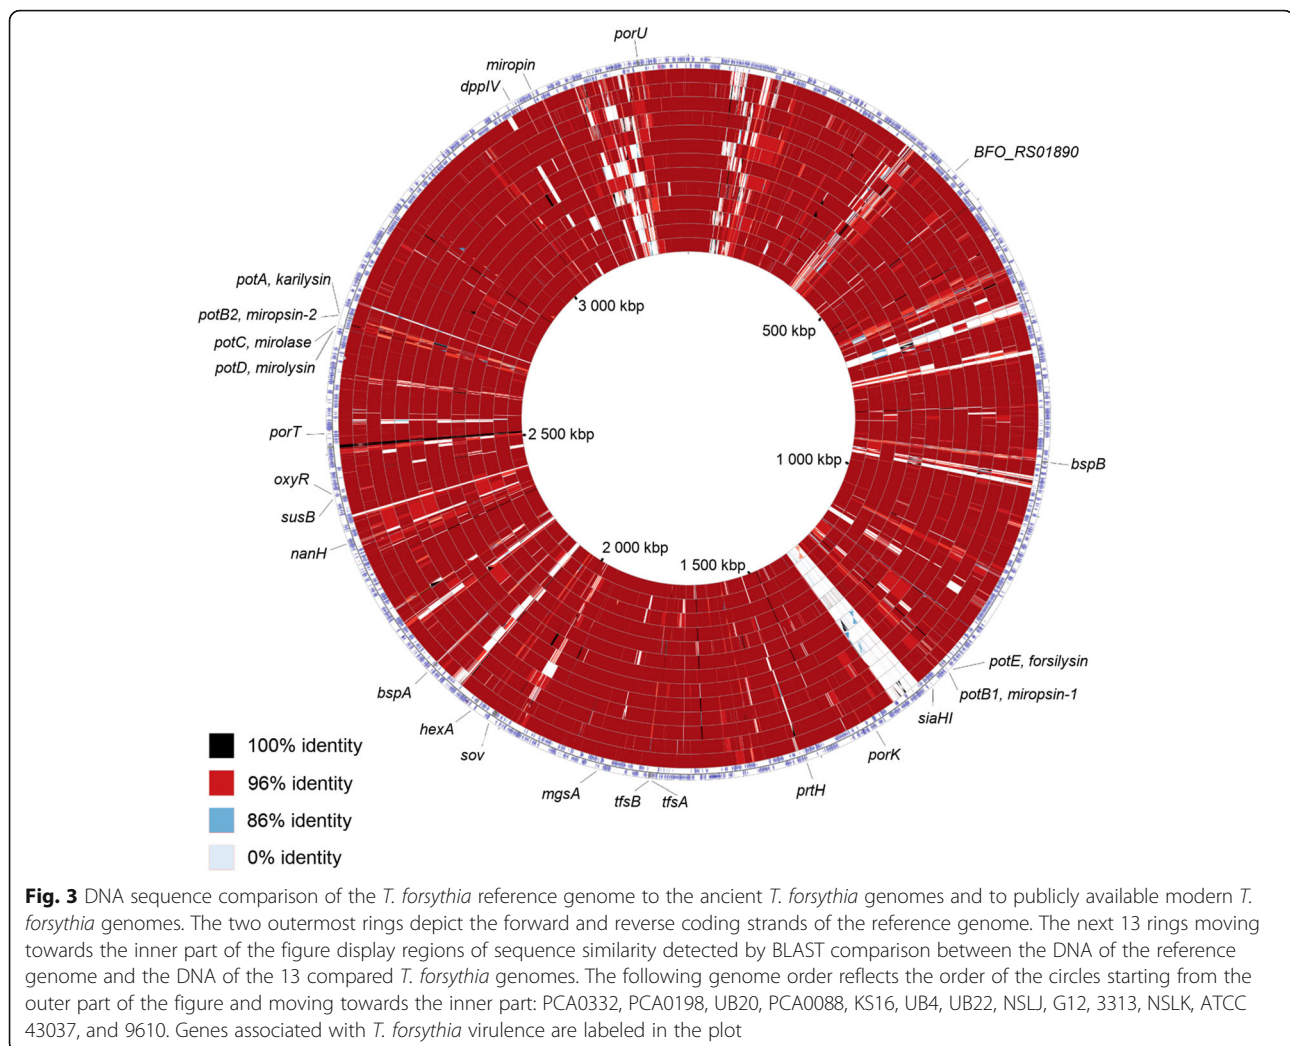 porU
miropin
dppIV
BFO_RS01890
potA, karilysin
potB2, miropsin-2
potC, mirolase
potD, mirolysin
porT
oxyR
susB
nanH
bspA
hexA
sov
mgsA
tfsB
tfsA
prtH
porK
siaHI
potB1, miropsin-1
potE, forsilysin
bspB
3 000 kbp
500 kbp
2 500 kbp
1 000 kbp
2 000 kbp
1 500 kbp
100% identity
96% identity
86% identity
0% identity
Fig. 3 DNA sequence comparison of the T. forsythia reference genome to the ancient T. forsythia genomes and to publicly available modern T.
forsythia genomes. The two outermost rings depict the forward and reverse coding strands of the reference genome. The next 13 rings moving
towards the inner part of the figure display regions of sequence similarity detected by BLAST comparison between the DNA of the reference
genome and the DNA of the 13 compared T. forsythia genomes. The following genome order reflects the order of the circles starting from the
outer part of the figure and moving towards the inner part: PCA0332, PCA0198, UB20, PCA0088, KS16, UB4, UB22, NSLJ, G12, 3313, NSLK, ATCC
43037, and 9610. Genes associated with T. forsythia virulence are labeled in the plot